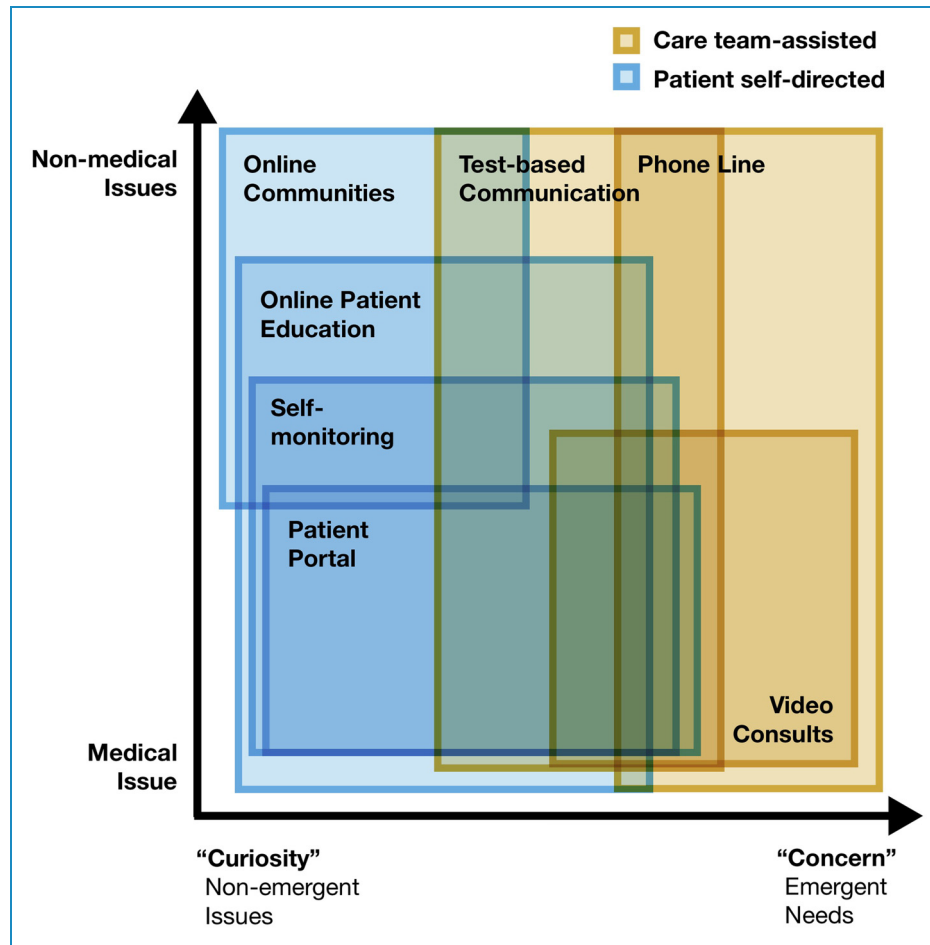 Care team-assisted
Patient self-directed
Non-medical
Issues
Online
Communities
Test-based
Communication
Phone Line
Online Patient
Education
Self-
monitoring
Patient
Portal
Video
Consults
Medical
Issue
“Curiosity”
Non-emergent
Issues
“Concern”
Emergent
Needs